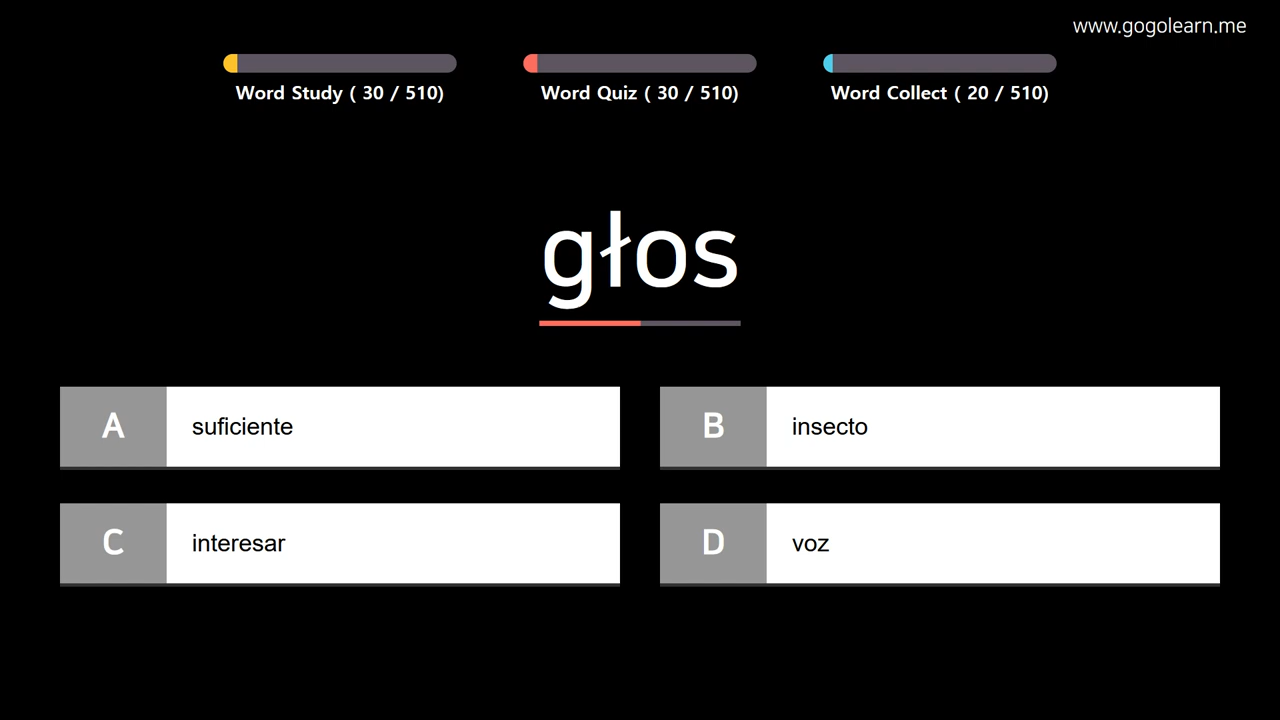 www.gogolearn.me
Word Study ( 30 / 510)
Word Quiz ( 30 / 510)
Word Collect ( 20 / 510)
głos
A suficiente
B insecto
C interesar
D voz